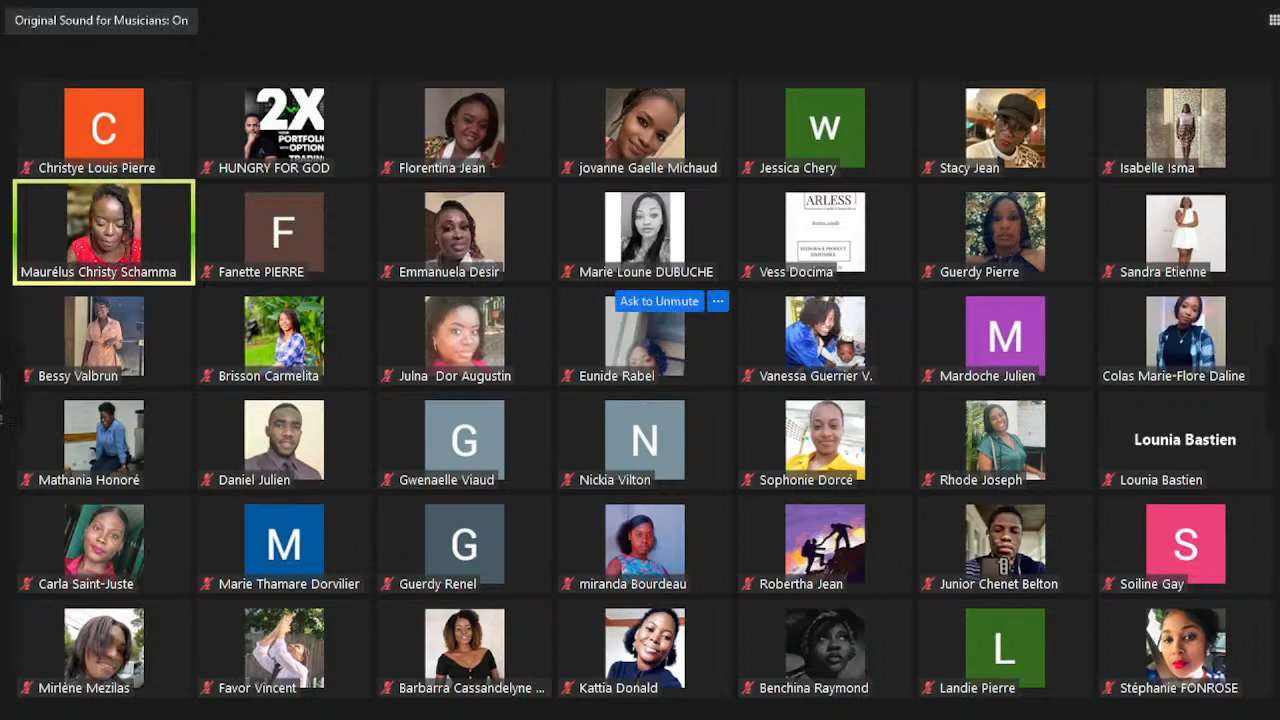 Original Sound for Musicians: On
C
Christye Louis Pierre
2X
YOUR
PORTFOLIO
WITH OPTION
TRADING
HUNGRY FOR GOD
Florentina Jean
jovanne Gaelle Michaud
W
Jessica Chery
Stacy Jean
Isabelle Isma
Maurélus Christy Schamma
F
Fanette PIERRE
Emmanuela Desir
Marie Loune DUBUCHE
ARLESS
Vess Docima
Guerdy Pierre
Sandra Etienne
Ask to Unmute ...
Bessy Valbrun
Brisson Carmelita
Julna Dor Augustin
Eunide Rabel
Vanessa Guerrier V.
M
Mardoche Julien
Colas Marie-Flore Daline
Mathania Honoré
Daniel Julien
G
Gwenaelle Viaud
N
Nickia Vilton
Sophonie Dorcé
Rhode Joseph
Lounia Bastien
Lounia Bastien
Carla Saint-Juste
M
Marie Thamare Dorvilier
G
Guerdy Renel
miranda Bourdeau
Robertha Jean
Junior Chenet Belton
S
Soiline Gay
Mirlène Mezilas
Favor Vincent
Barbarra Cassandelyne ...
Kattia Donald
Benchina Raymond
L
Landie Pierre
Stéphanie FONROSE